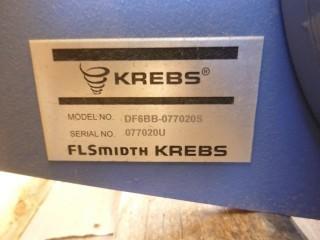 KREBS®
MODEL NO. DF6BB-077020S
SERIAL NO. 077020U
FLSMIDTH KREBS